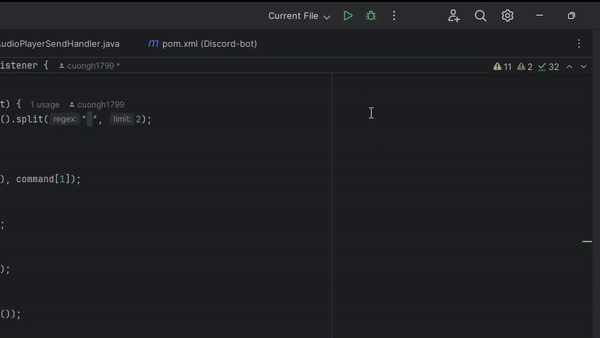 Current File
udioPlayerSendHandler.java
m pom.xml (Discord-bot)
istener { cuongh1799 *
11 2 32
t) { 1 usage cuongh1799
().split( regex: " ", limit: 2);
), command[1]);
;
);
());